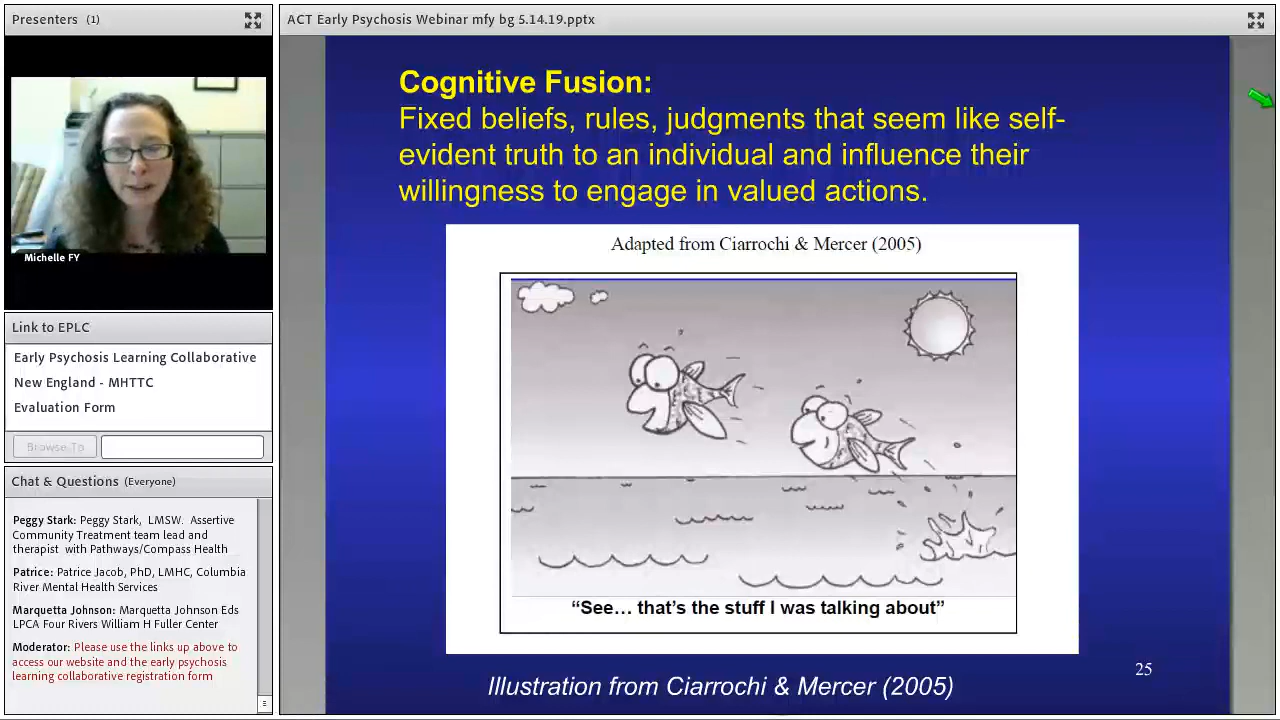 Presenters (1)
Michelle FY
Link to EPLC
Early Psychosis Learning Collaborative
New England - MHTTC
Evaluation Form
Browse To
Chat & Questions (Everyone)
Peggy Stark: Peggy Stark, LMSW. Assertive
Community Treatment team lead and
therapist with Pathways/Compass Health
Patrice: Patrice Jacob, PhD, LMHC, Columbia
River Mental Health Services
Marquetta Johnson: Marquetta Johnson Eds
LPCA Four Rivers William H Fuller Center
Moderator: Please use the links up above to
access our website and the early psychosis
learning collaborative registration form
ACT Early Psychosis Webinar mfy bg 5.14.19.pptx
Cognitive Fusion:
Fixed beliefs, rules, judgments that seem like self-
evident truth to an individual and influence their
willingness to engage in valued actions.
Adapted from Ciarrochi & Mercer (2005)
“See... that's the stuff I was talking about”
Illustration from Ciarrochi & Mercer (2005)
25